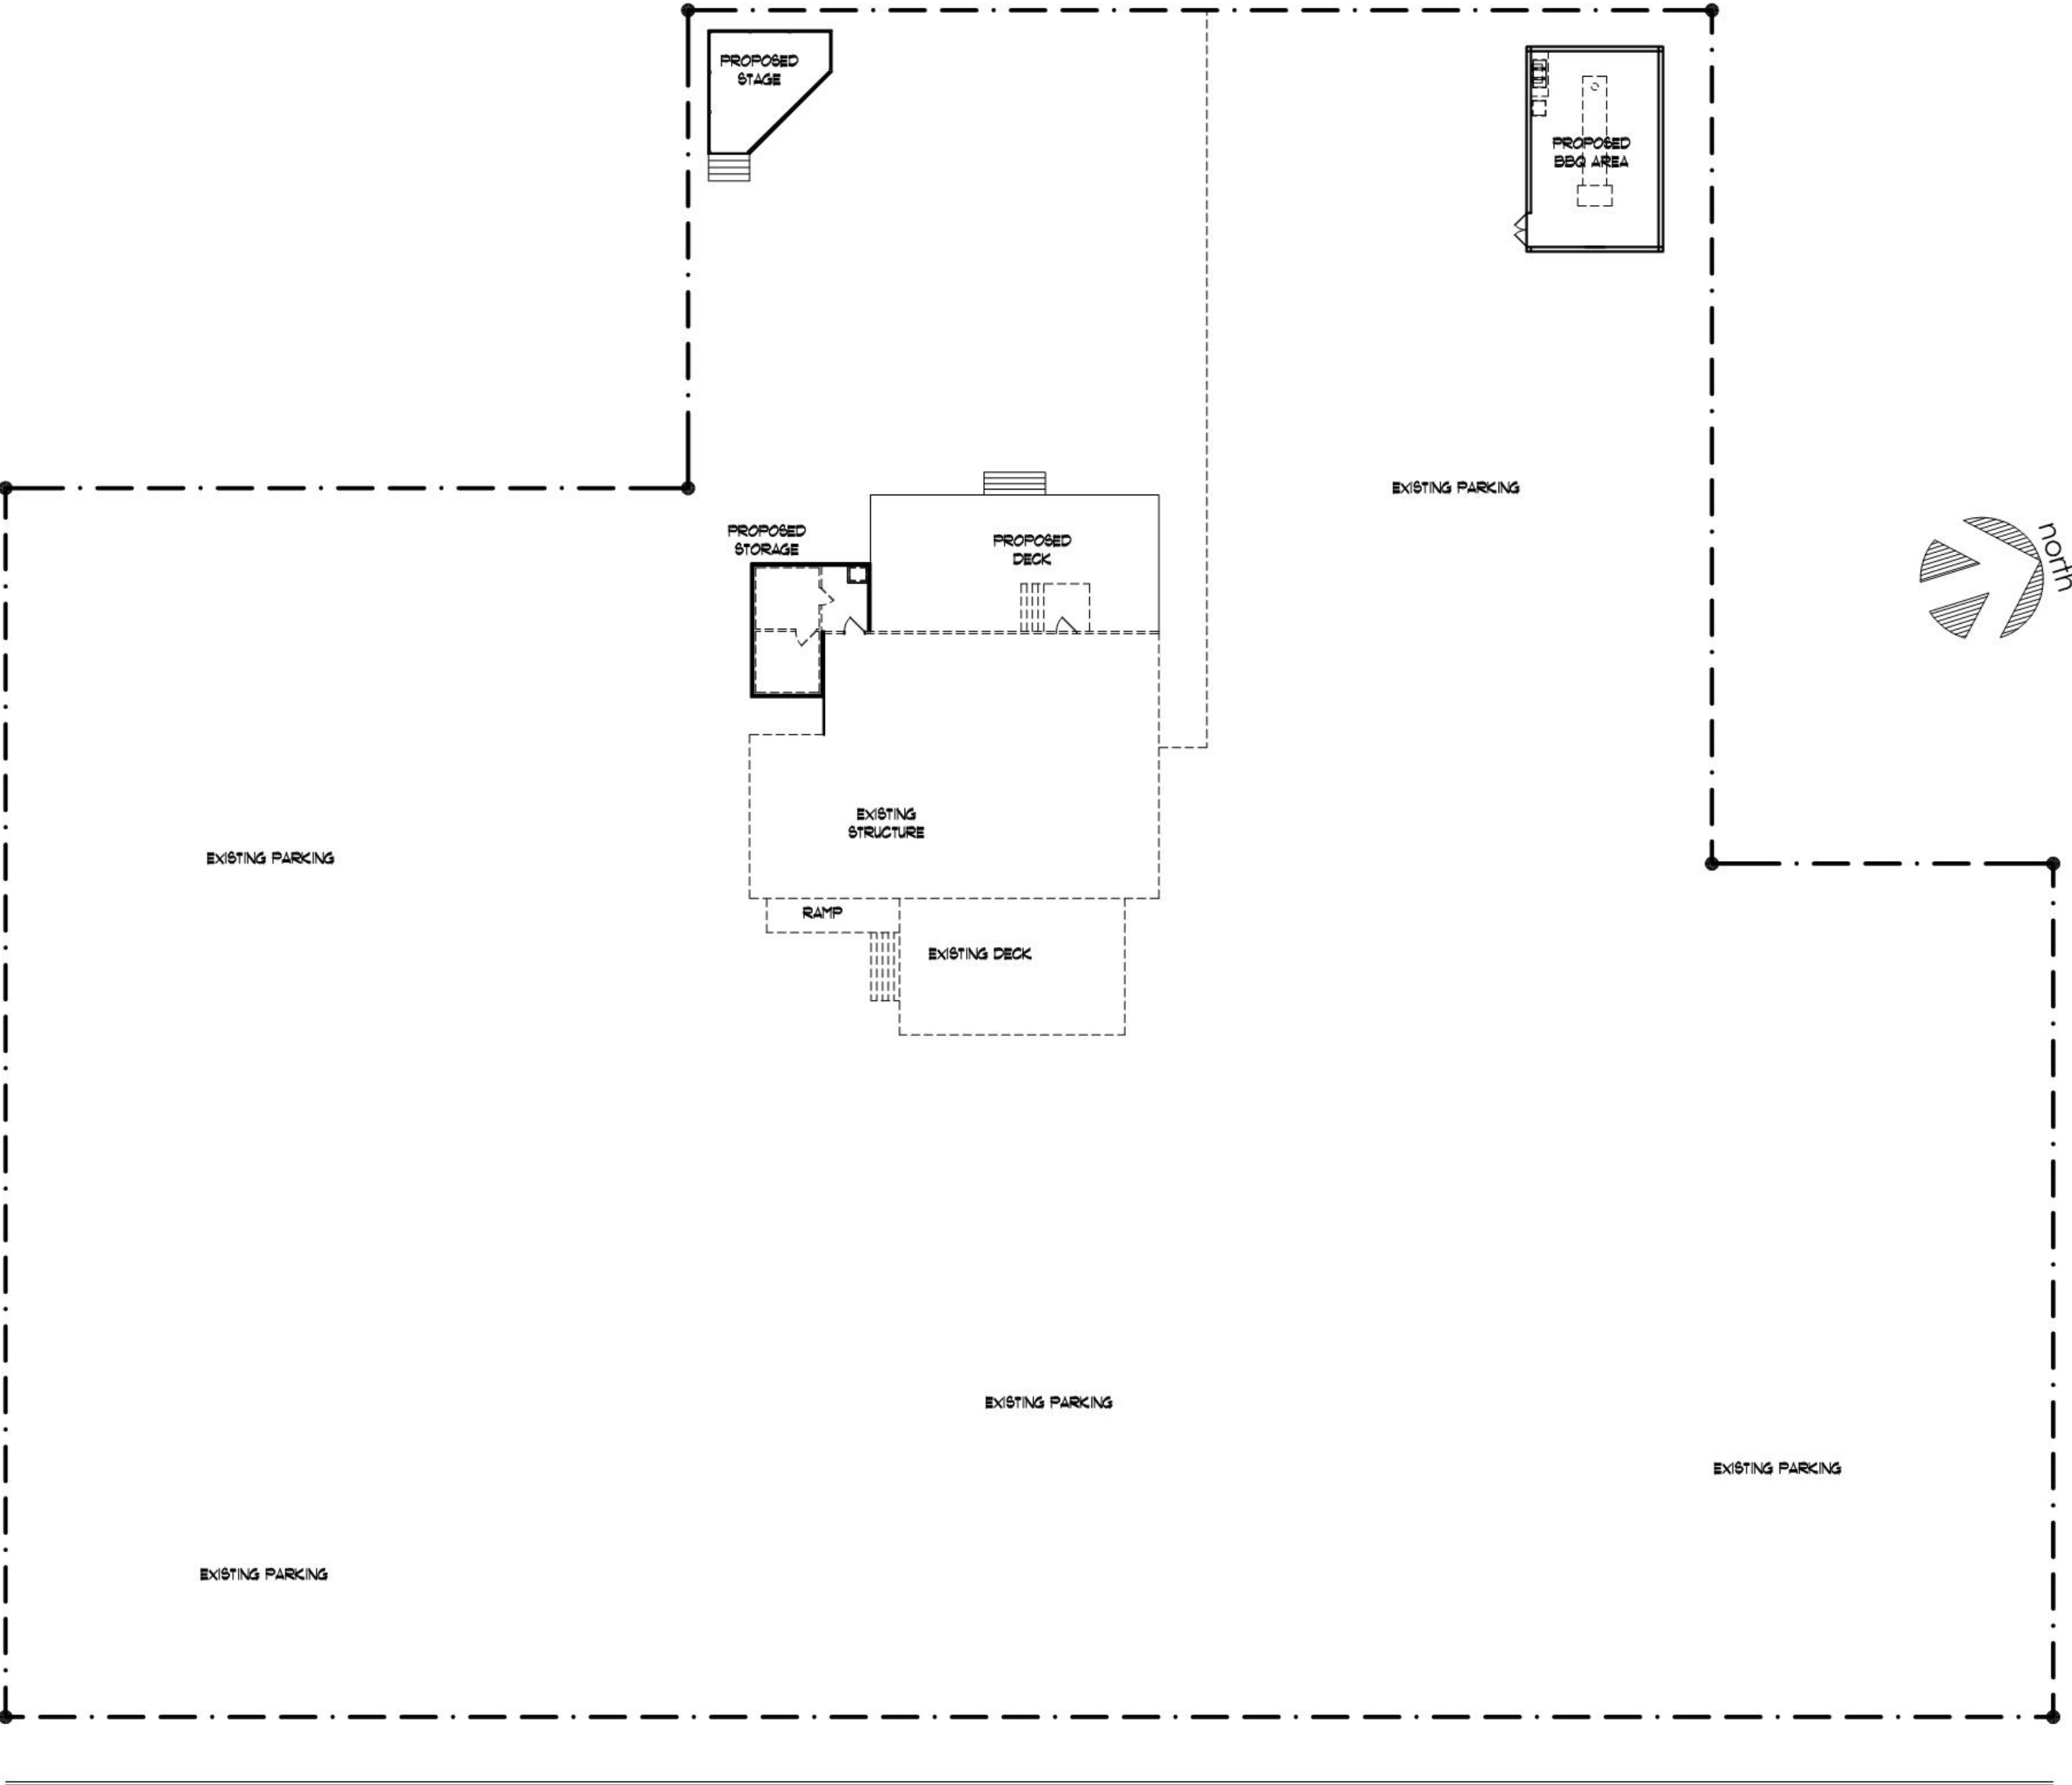 PROPOSED
STAGE
PROPOSED
BBQ AREA
EXISTING PARKING
PROPOSED
STORAGE
PROPOSED
DECK
north
EXISTING
STRUCTURE
EXISTING PARKING
RAMP
EXISTING DECK
EXISTING PARKING
EXISTING PARKING
EXISTING PARKING